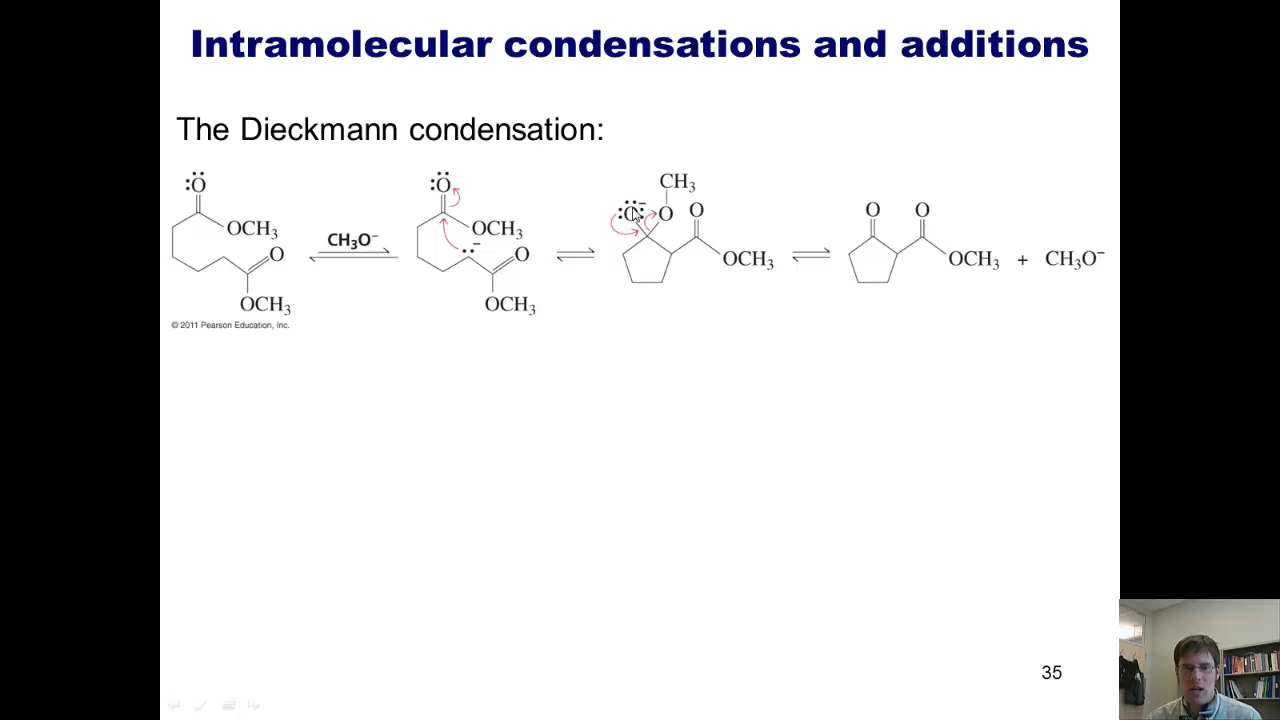 Intramolecular condensations and additions
The Dieckmann condensation:
:Ö
OCH3
O
OCH3
CH3O−
:Ö
OCH3
−
O
OCH3
CH3
:Ö:−
O
O
OCH3
O
O
OCH3 + CH3O−
© 2011 Pearson Education, Inc.
35